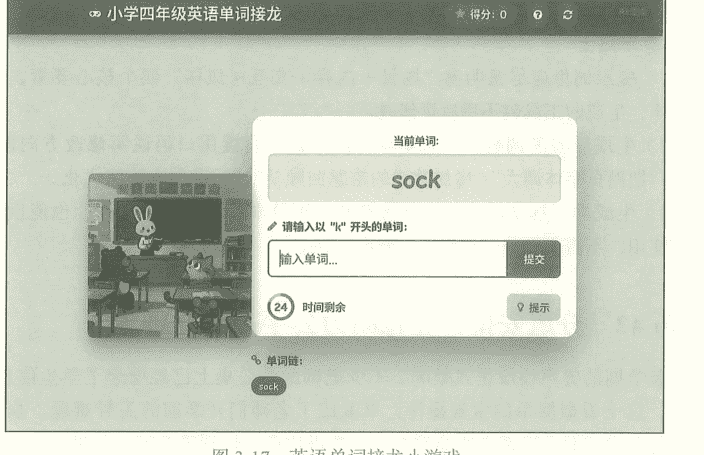 小学四年级英语单词接龙
得分: 0
当前单词:
sock
请输入以 "k" 开头的单词:
输入单词...
提交
24 时间剩余
提示
单词链:
sock
图 3-17 英语单词接龙小游戏